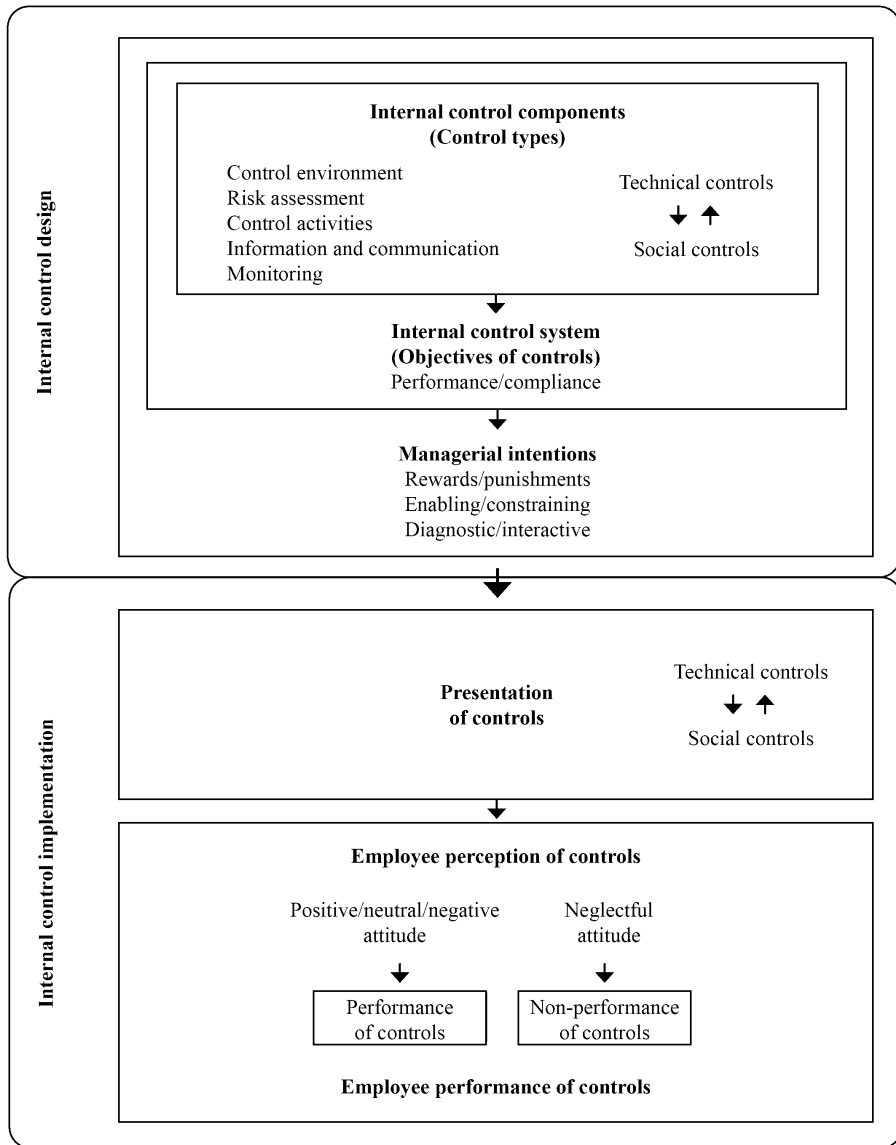 Internal control design
Internal control components
(Control types)
Control environment
Risk assessment
Control activities
Information and communication
Monitoring
Technical controls
Social controls
Internal control system
(Objectives of controls)
Performance/compliance
Managerial intentions
Rewards/punishments
Enabling/constraining
Diagnostic/interactive
Internal control implementation
Presentation
of controls
Technical controls
Social controls
Employee perception of controls
Positive/neutral/negative
attitude
Neglectful
attitude
Performance
of controls
Non-performance
of controls
Employee performance of controls